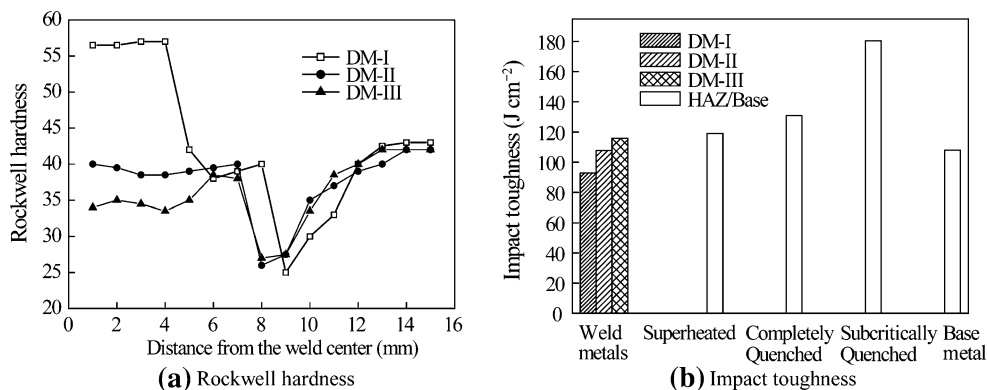 60
55
50
45
40
35
30
25
20
Rockwell hardness
DM-I
DM-II
DM-III
0 2 4 6 8 10 12 14 16
Distance from the weld center (mm)
(a) Rockwell hardness
180
160
140
120
100
80
60
40
20
0
Impact toughness (J cm⁻²)
DM-I
DM-II
DM-III
HAZ/Base
Weld metals
Superheated
Completely Quenched
Subcritically Quenched
Base metal
(b) Impact toughness